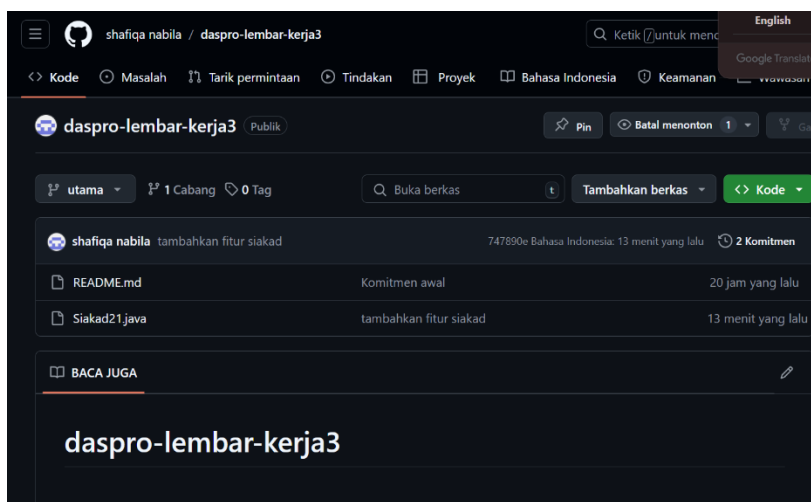 shafiqa nabila / daspro-lembar-kerja3
Ketik / untuk menc
English
Google Translat
Kode Masalah Tarik permintaan Tindakan Proyek Bahasa Indonesia Keamanan Wawasan
daspro-lembar-kerja3 Publik
Pin Batal menonton 1 Ga
utama 1 Cabang 0 Tag Buka berkas t Tambahkan berkas Kode
shafiqa nabila tambahkan fitur siakad 747890e Bahasa Indonesia: 13 menit yang lalu 2 Komitmen
README.md Komitmen awal 20 jam yang lalu
Siakad21.java tambahkan fitur siakad 13 menit yang lalu
BACA JUGA
daspro-lembar-kerja3